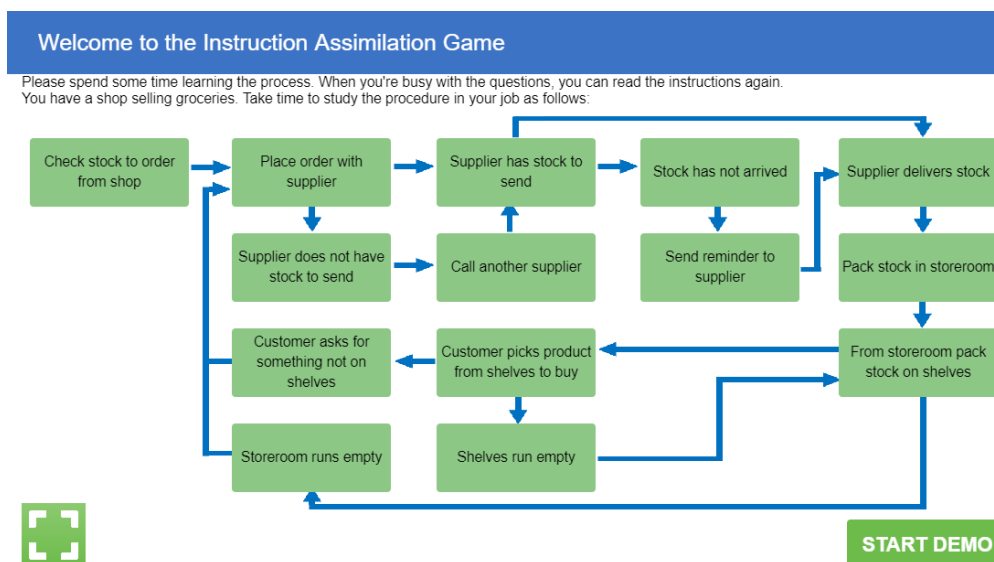 Welcome to the Instruction Assimilation Game
Please spend some time learning the process. When you're busy with the questions, you can read the instructions again.
You have a shop selling groceries. Take time to study the procedure in your job as follows:
Check stock to order
from shop
Place order with
supplier
Supplier has stock to
send
Stock has not arrived
Supplier delivers stock
Supplier does not have
stock to send
Call another supplier
Send reminder to
supplier
Pack stock in storeroom
Customer asks for
something not on
shelves
Customer picks product
from shelves to buy
From storeroom pack
stock on shelves
Storeroom runs empty
Shelves run empty
START DEMO